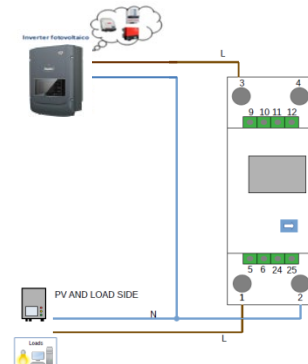 Inverter fotovoltaico
L
3 4
9 10 11 12
5 6 24 25
PV AND LOAD SIDE
1 2
N
L
Loads